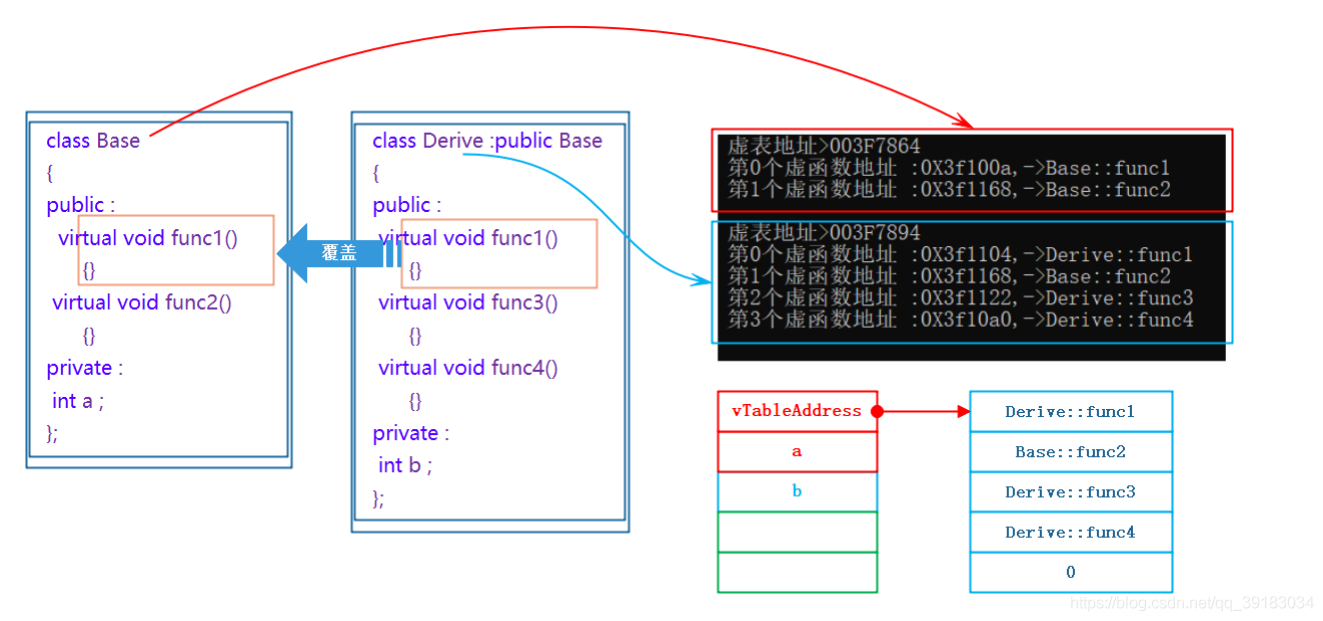 class Base
{
public :
virtual void func1()
{}
virtual void func2()
{}
private :
int a ;
};
覆盖
class Derive :public Base
{
public :
virtual void func1()
{}
virtual void func3()
{}
virtual void func4()
{}
private :
int b ;
};
虚表地址>003F7864
第0个虚函数地址 :0X3f100a,->Base::func1
第1个虚函数地址 :0X3f1168,->Base::func2
虚表地址>003F7894
第0个虚函数地址 :0X3f1104,->Derive::func1
第1个虚函数地址 :0X3f1168,->Base::func2
第2个虚函数地址 :0X3f1122,->Derive::func3
第3个虚函数地址 :0X3f10a0,->Derive::func4
vTableAddress
a
b
Derive::func1
Base::func2
Derive::func3
Derive::func4
0
https://blog.csdn.net/qq_39183034